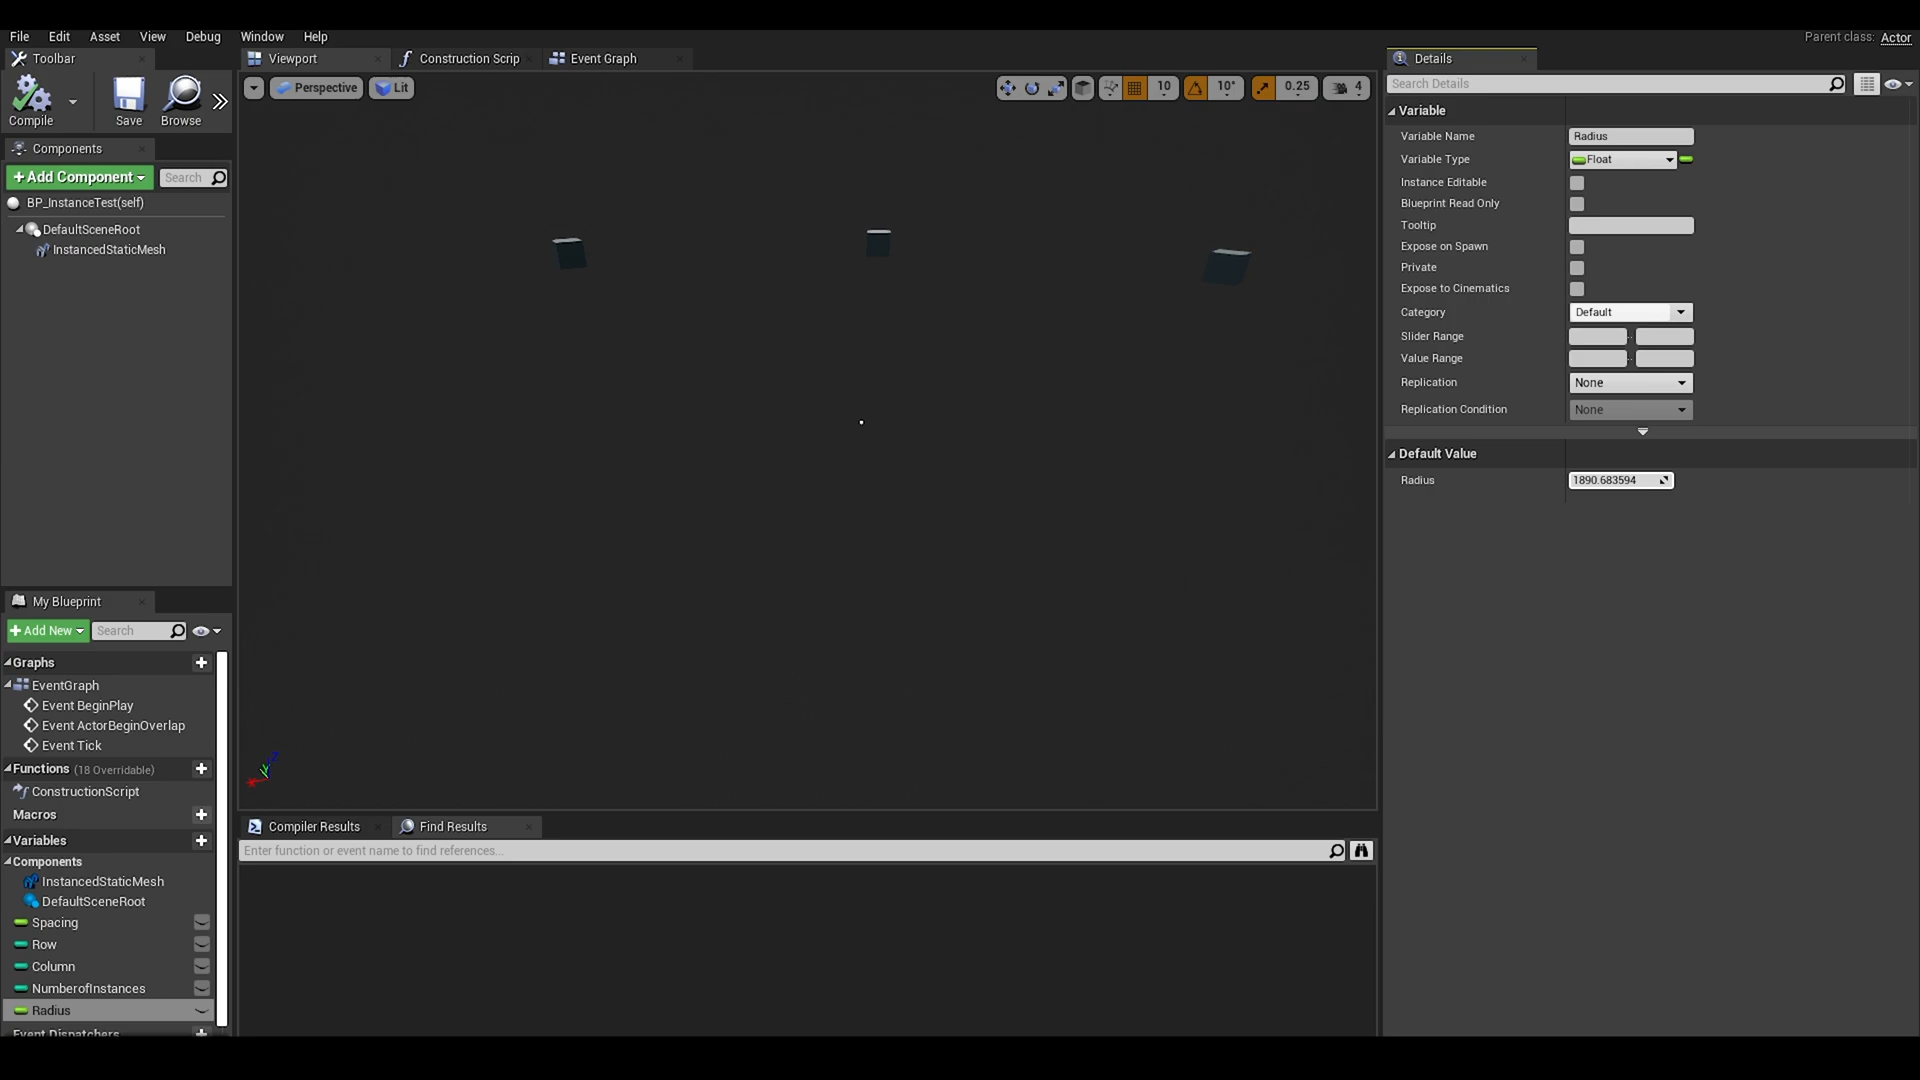 File Edit Asset View Debug Window Help
Parent class: Actor
Toolbar
Viewport
Construction Scrip
Event Graph
Details
Compile
Save
Browse
Perspective
Lit
10
10°
0.25
4
Search Details
Components
+Add Component
Search
BP_InstanceTest(self)
DefaultSceneRoot
InstancedStaticMesh
Variable
Variable Name Radius
Variable Type Float
Instance Editable
Blueprint Read Only
Tooltip
Expose on Spawn
Private
Expose to Cinematics
Category Default
Slider Range
Value Range
Replication None
Replication Condition None
Default Value
Radius 1890.683594
My Blueprint
+Add New
Search
Graphs
EventGraph
Event BeginPlay
Event ActorBeginOverlap
Event Tick
Functions (18 Overridable)
ConstructionScript
Macros
Variables
Components
InstancedStaticMesh
DefaultSceneRoot
Spacing
Row
Column
NumberofInstances
Radius
Event Dispatchers
Compiler Results
Find Results
Enter function or event name to find references...